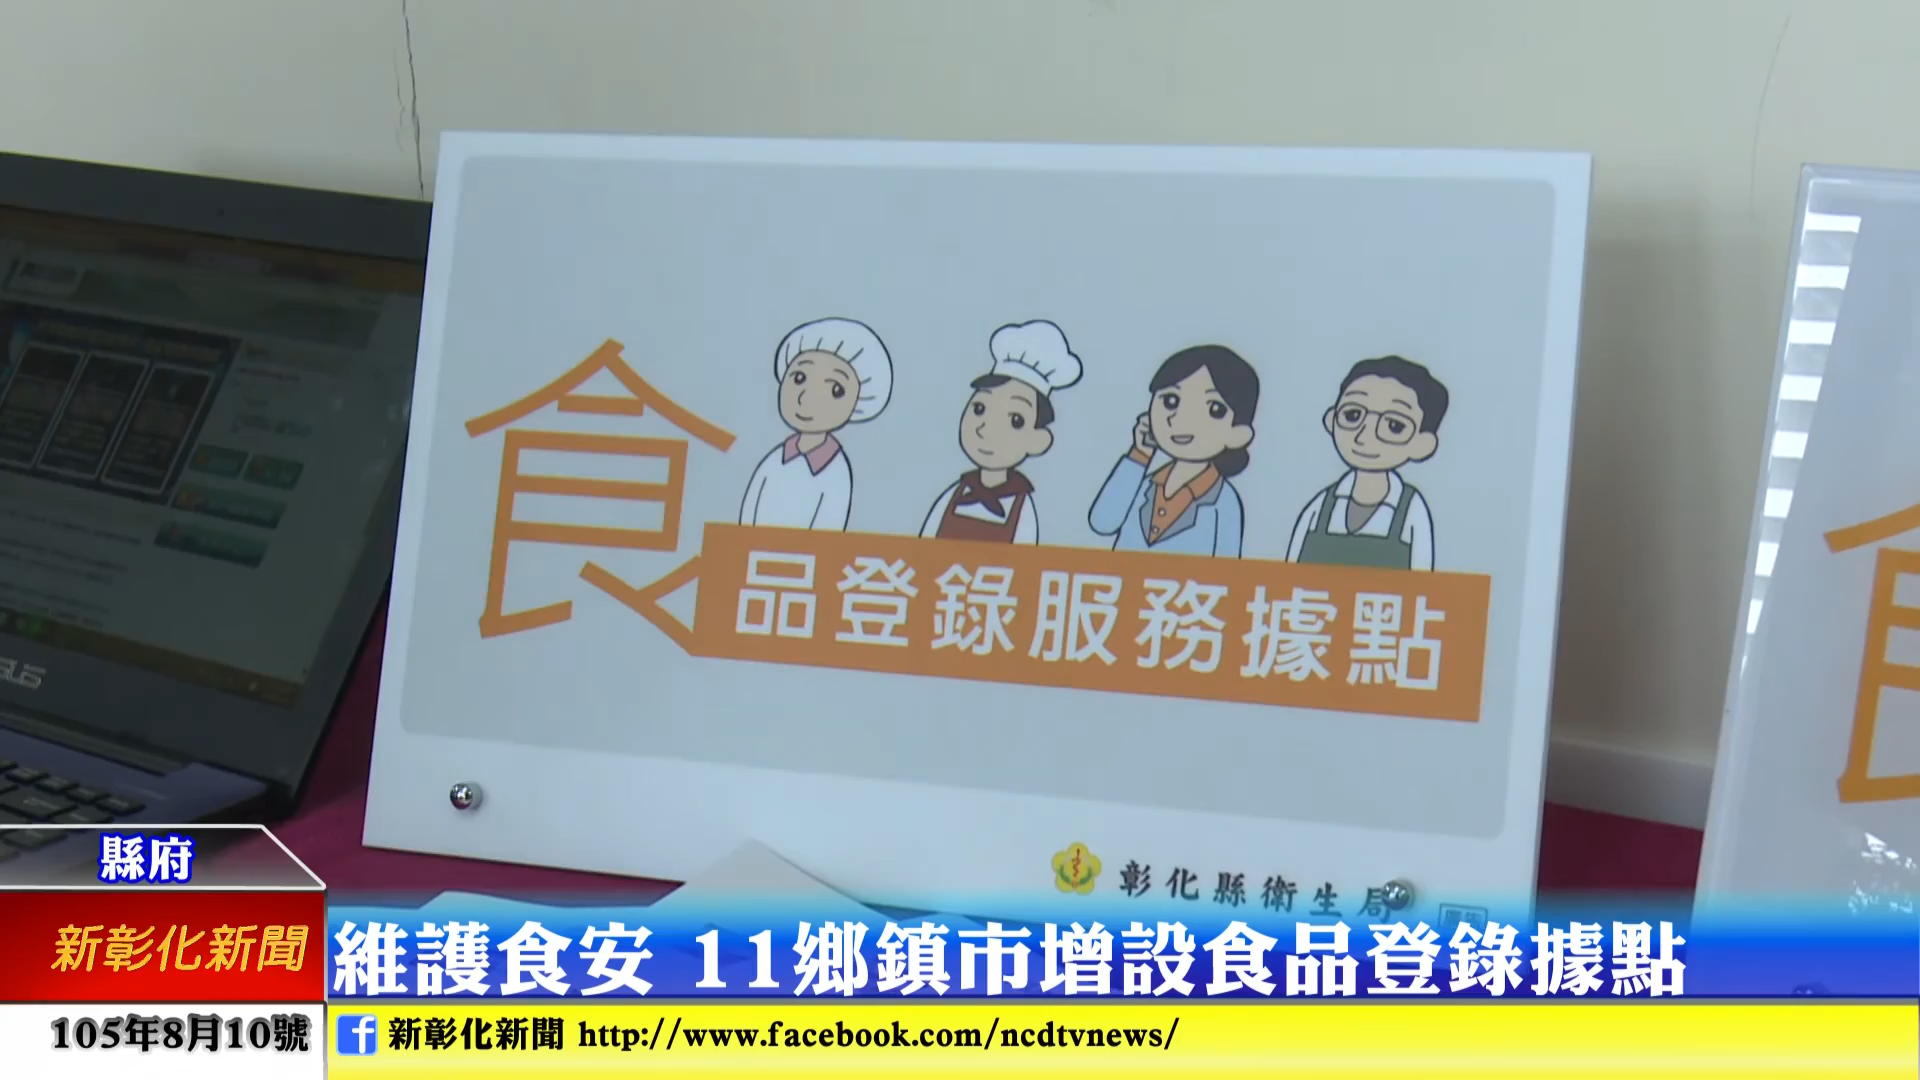 食品登錄服務據點
彰化縣衛生局
ASUS
縣府
新彰化新聞
維護食安 11鄉鎮市增設食品登錄據點
105年8月10號
新彰化新聞 http://www.facebook.com/ncdtvnews/